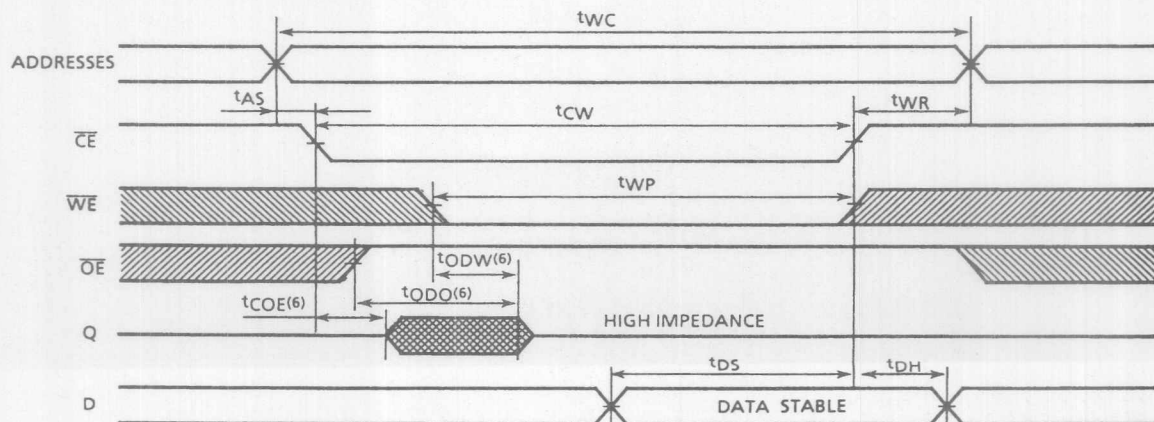 tWC
ADDRESSES
tAS
tCW
tWR
CE
WE
tWP
OE
tODW(6)
tODO(6)
tCOE(6)
Q
HIGH IMPEDANCE
tDS
tDH
D
DATA STABLE